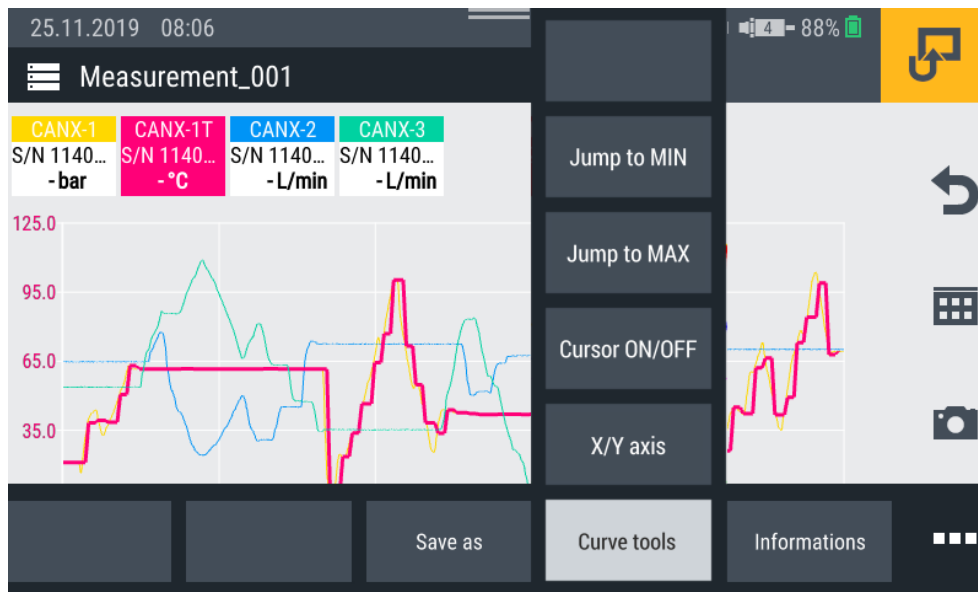 25.11.2019 08:06
4 88%
Measurement_001
CANX-1 CANX-1T CANX-2 CANX-3
S/N 1140... S/N 1140... S/N 1140... S/N 1140...
- bar - °C - L/min - L/min
125.0
95.0
65.0
35.0
Jump to MIN
Jump to MAX
Cursor ON/OFF
X/Y axis
Save as
Curve tools
Informations